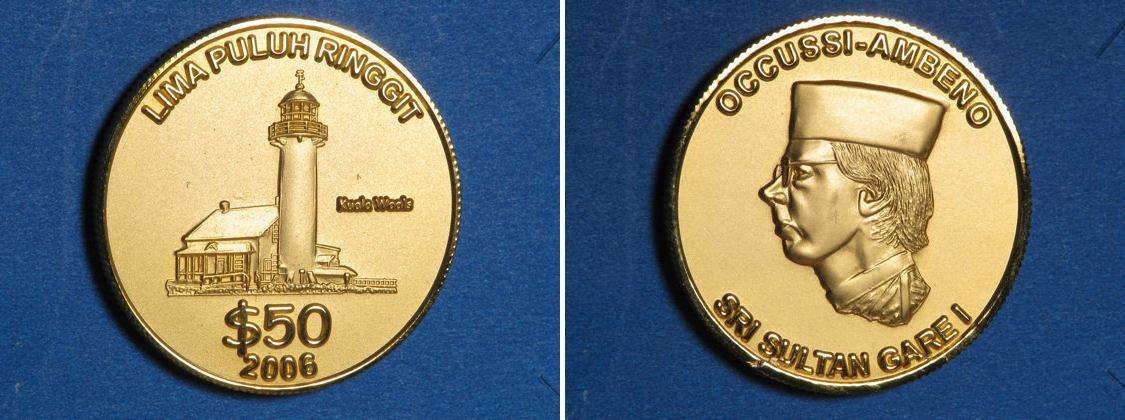 LIMA PULUH RINGGIT
Kuala Waals
$50
2006
OCCUSSI-AMBENO
SRI SULTAN GARE I